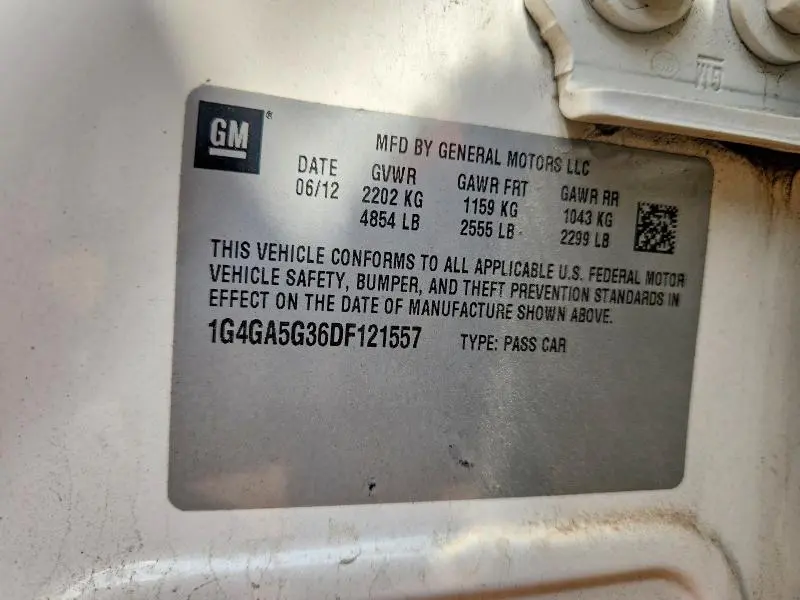 GM ®
MFD BY GENERAL MOTORS LLC
DATE GVWR GAWR FRT GAWR RR
06/12 2202 KG 1159 KG 1043 KG
4854 LB 2555 LB 2299 LB
THIS VEHICLE CONFORMS TO ALL APPLICABLE U.S. FEDERAL MOTOR
VEHICLE SAFETY, BUMPER, AND THEFT PREVENTION STANDARDS IN
EFFECT ON THE DATE OF MANUFACTURE SHOWN ABOVE.
1G4GA5G36DF121557 TYPE: PASS CAR